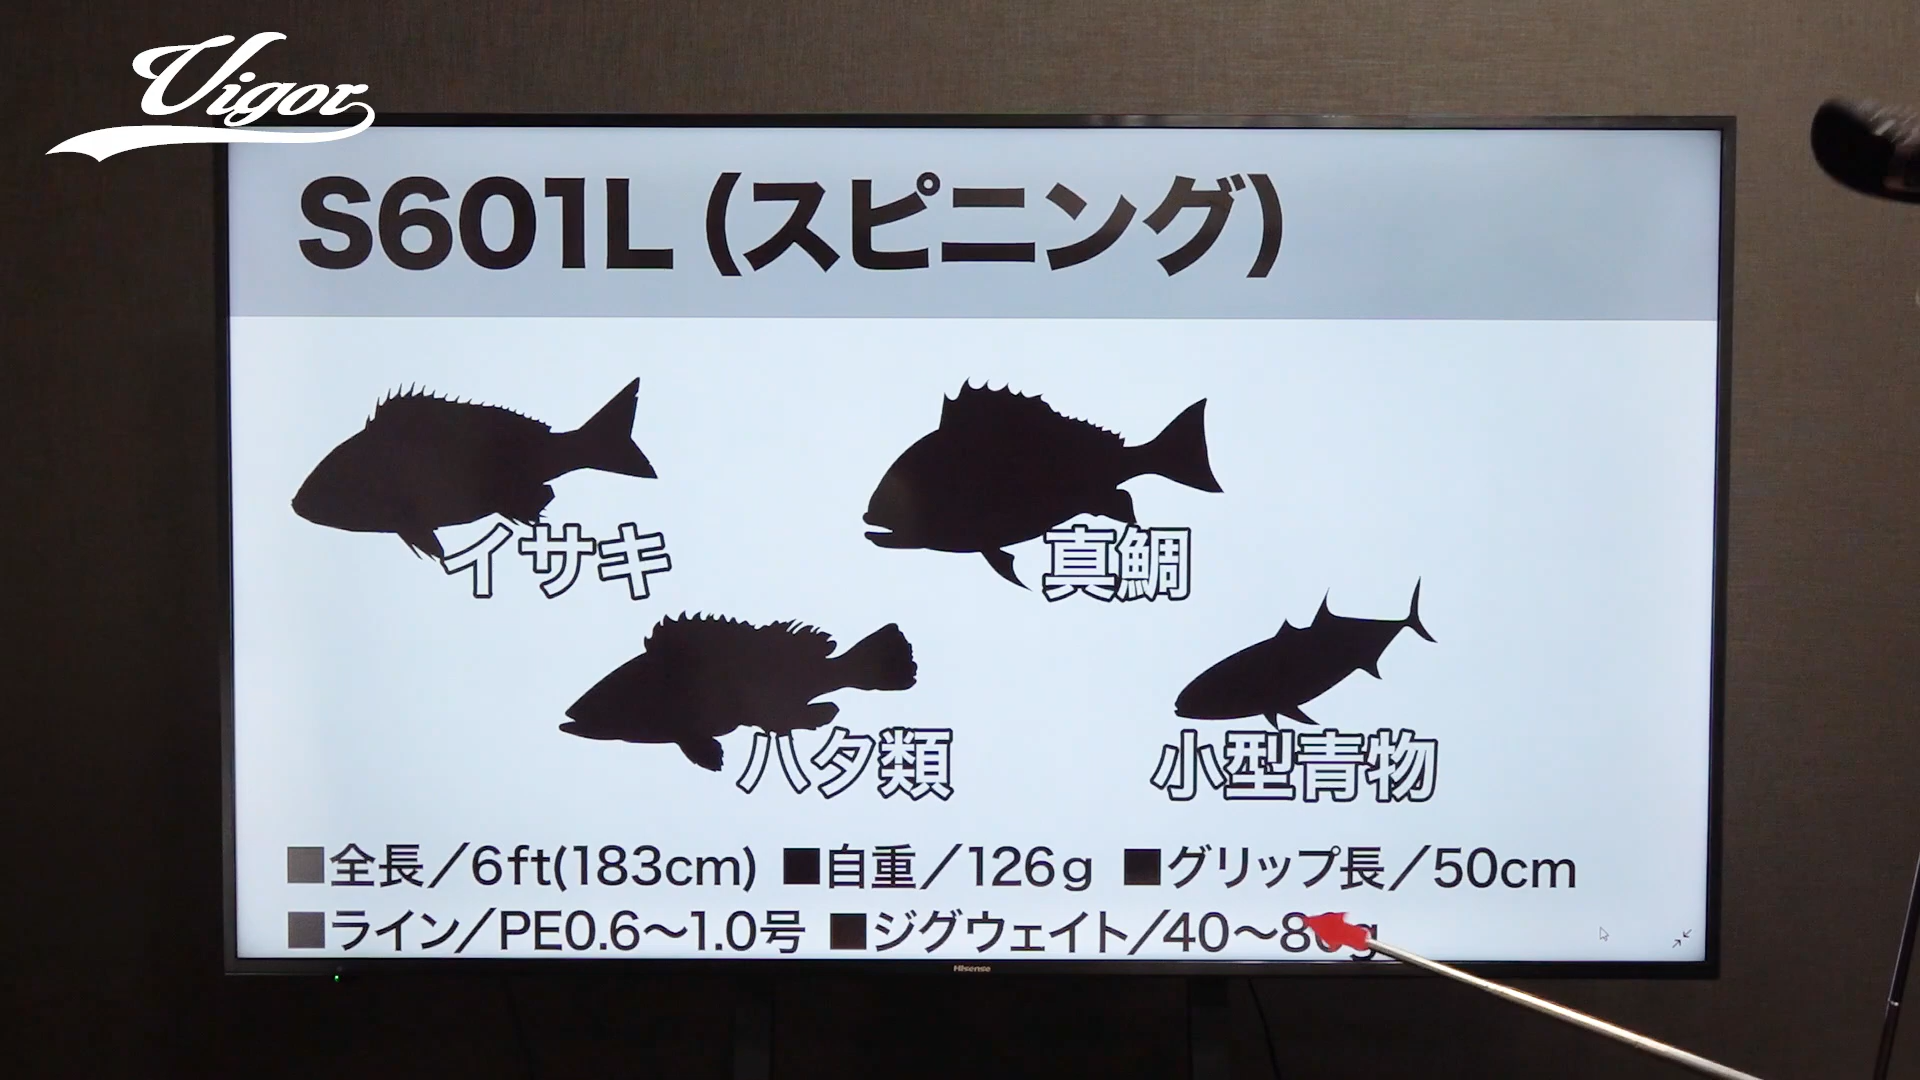 Vigor
S601L(スピニング)
イサキ
真鯛
ハタ類
小型青物
■全長／6ft(183cm) ■自重／126g ■グリップ長／50cm
■ライン／PE0.6〜1.0号 ■ジグウェイト／40〜80g
Hisense